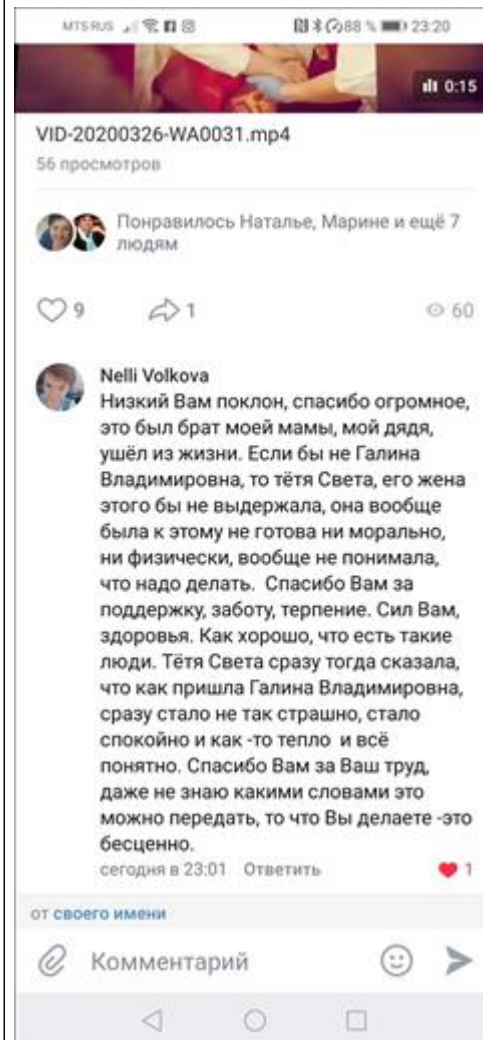 MTS RUS 88 % 23:20
0:15
VID-20200326-WA0031.mp4
56 просмотров
Понравилось Наталье, Марине и ещё 7
людям
9 1 60
Nelli Volkova
Низкий Вам поклон, спасибо огромное,
это был брат моей мамы, мой дядя,
ушёл из жизни. Если бы не Галина
Владимировна, то тётя Света, его жена
этого бы не выдержала, она вообще
была к этому не готова ни морально,
ни физически, вообще не понимала,
что надо делать. Спасибо Вам за
поддержку, заботу, терпение. Сил Вам,
здоровья. Как хорошо, что есть такие
люди. Тётя Света сразу тогда сказала,
что как пришла Галина Владимировна,
сразу стало не так страшно, стало
спокойно и как -то тепло и всё
понятно. Спасибо Вам за Ваш труд,
даже не знаю какими словами это
можно передать, то что Вы делаете -это
бесценно.
сегодня в 23:01 Ответить 1
от своего имени
Комментарий